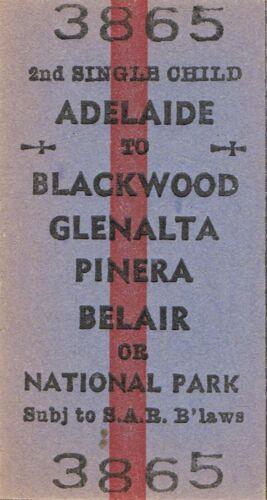 3865
2nd SINGLE CHILD
ADELAIDE
TO
BLACKWOOD
GLENALTA
PINERA
BELAIR
OR
NATIONAL PARK
Subj to S.A.R. B'laws
3865